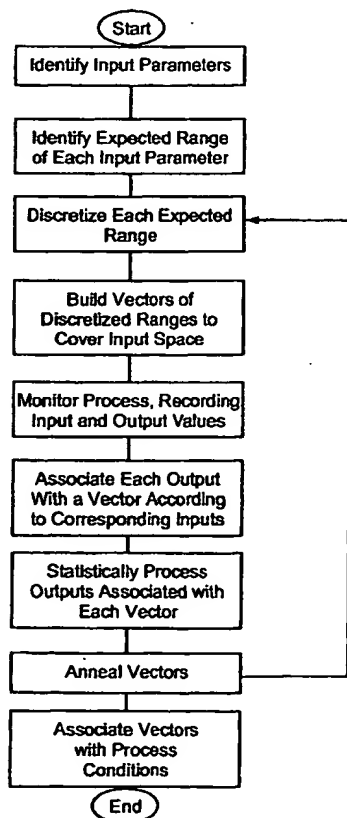 Start
Identify Input Parameters
Identify Expected Range
of Each Input Parameter
Discretize Each Expected
Range
Build Vectors of
Discretized Ranges to
Cover Input Space
Monitor Process, Recording
Input and Output Values
Associate Each Output
With a Vector According
to Corresponding Inputs
Statistically Process
Outputs Associated with
Each Vector
Anneal Vectors
Associate Vectors
with Process
Conditions
End